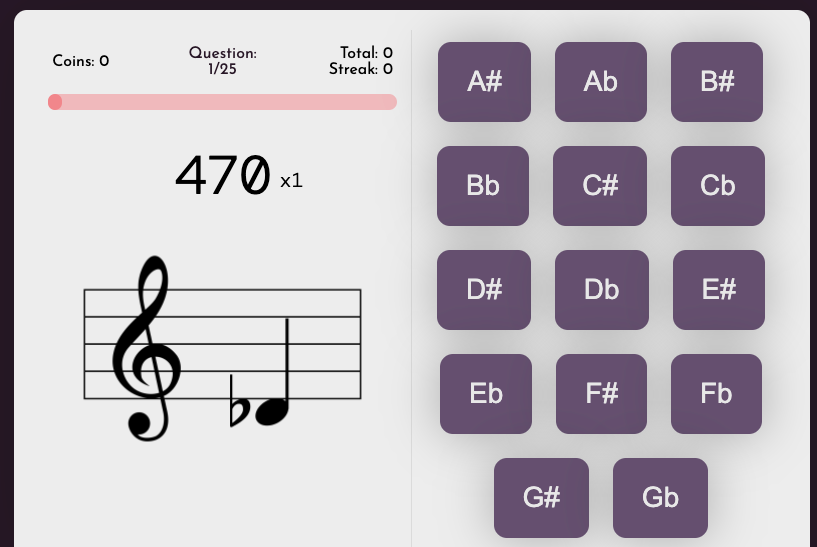 Coins: 0
Question:
1/25
Total: 0
Streak: 0
470 x1
A# Ab B#
Bb C# Cb
D# Db E#
Eb F# Fb
G# Gb